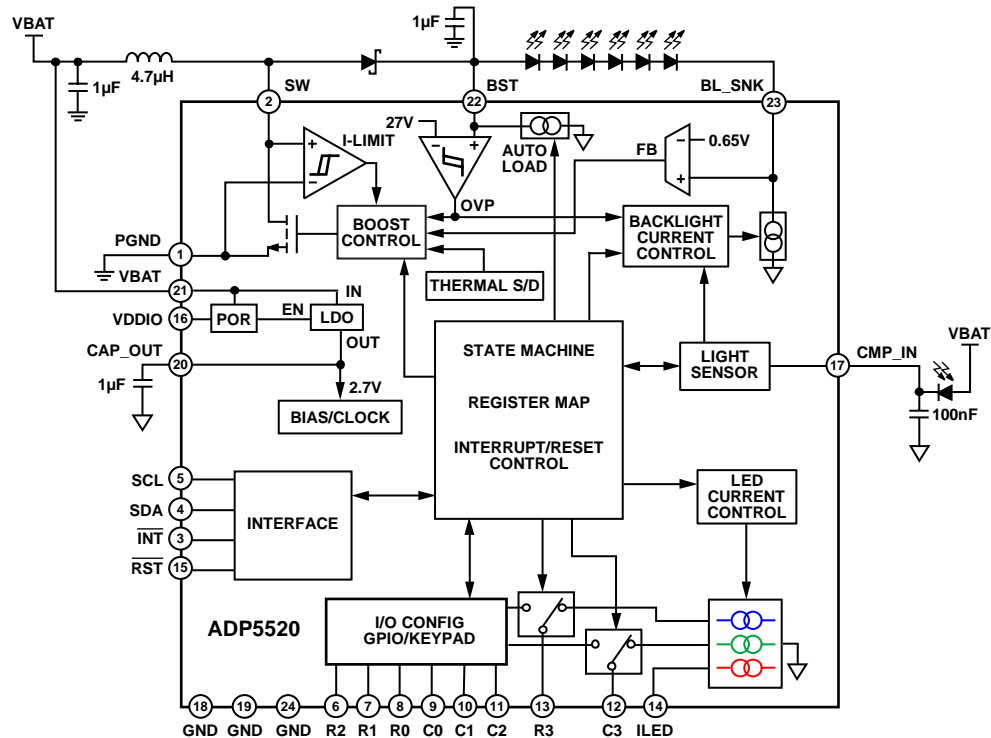 VBAT
1µF
4.7µH
1µF
SW
BST
BL_SNK
2
22
23
27V
I-LIMIT
AUTO
LOAD
FB
0.65V
+
−
−
+
−
+
OVP
BOOST
CONTROL
BACKLIGHT
CURRENT
CONTROL
THERMAL S/D
PGND
1
VBAT
21
IN
VDDIO
16
POR
EN
LDO
OUT
CAP_OUT
20
1µF
2.7V
BIAS/CLOCK
STATE MACHINE
REGISTER MAP
INTERRUPT/RESET
CONTROL
LIGHT
SENSOR
17
CMP_IN
VBAT
100nF
LED
CURRENT
CONTROL
SCL
5
SDA
4
INT
3
RST
15
INTERFACE
ADP5520
I/O CONFIG
GPIO/KEYPAD
18
19
24
6
7
8
9
10
11
13
12
14
GND
GND
GND
R2
R1
R0
C0
C1
C2
R3
C3
ILED